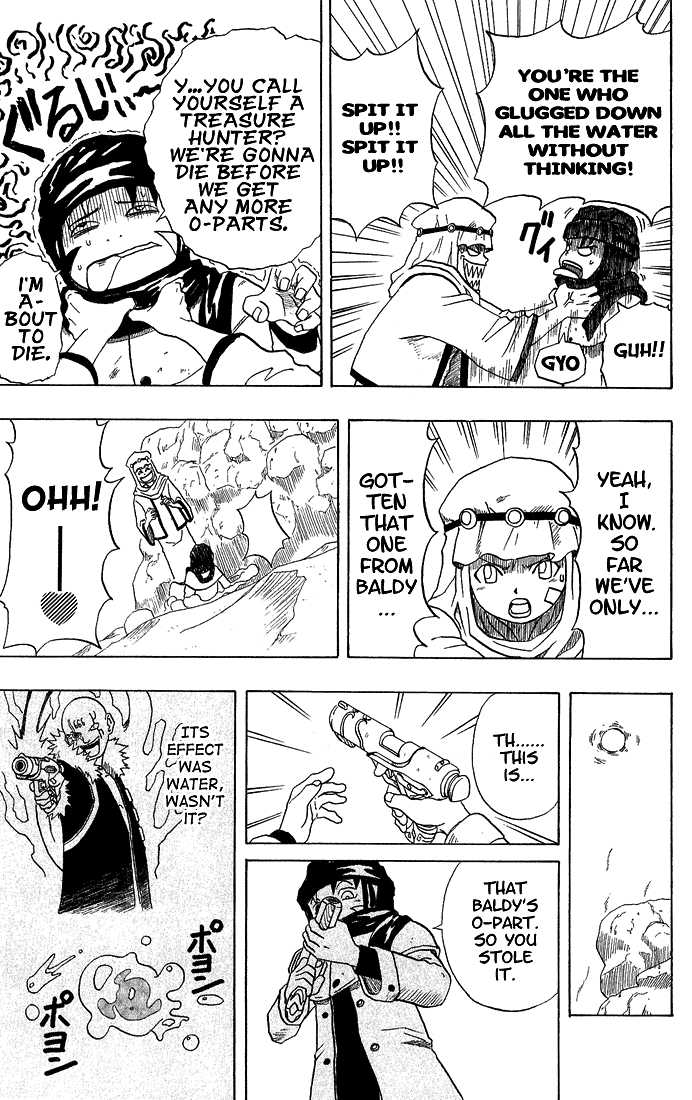 YOU'RE THE
ONE WHO
GLUGGED DOWN
ALL THE WATER
WITHOUT
THINKING!
SPIT IT
UP!!
SPIT IT
UP!!
グイ
GUH!!
GYO
Y...YOU CALL
YOURSELF A
TREASURE
HUNTER?
WE'RE GONNA
DIE BEFORE
WE GET
ANY MORE
O-PARTS.
ぐるじぃ〜
I'M
A-
BOUT
TO
DIE.
YEAH,
I
KNOW.
SO
FAR
WE'VE
ONLY...
GOT-
TEN
THAT
ONE
FROM
BALDY
...
OHH!
TH......
THIS
IS...
THAT
BALDY'S
O-PART.
SO YOU
STOLE
IT.
ITS
EFFECT
WAS
WATER,
WASN'T
IT?
666
ポヨン
ポヨン